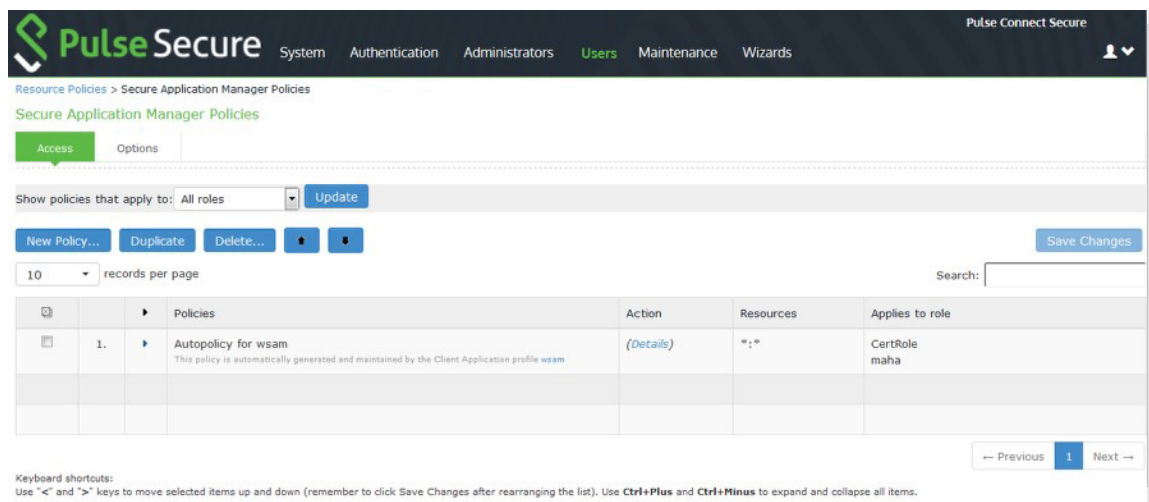 Pulse Connect Secure
Pulse Secure
System Authentication Administrators Users Maintenance Wizards
Resource Policies > Secure Application Manager Policies
Secure Application Manager Policies
Access Options
Show policies that apply to: All roles Update
New Policy... Duplicate Delete... Save Changes
10 records per page Search:
Policies Action Resources Applies to role
1. Autopolicy for wsam (Details) *:* CertRole
This policy is automatically generated and maintained by the Client Application profile wsam maha
← Previous 1 Next →
Keyboard shortcuts:
Use "<" and ">" keys to move selected items up and down (remember to click Save Changes after rearranging the list). Use Ctrl+Plus and Ctrl+Minus to expand and collapse all items.